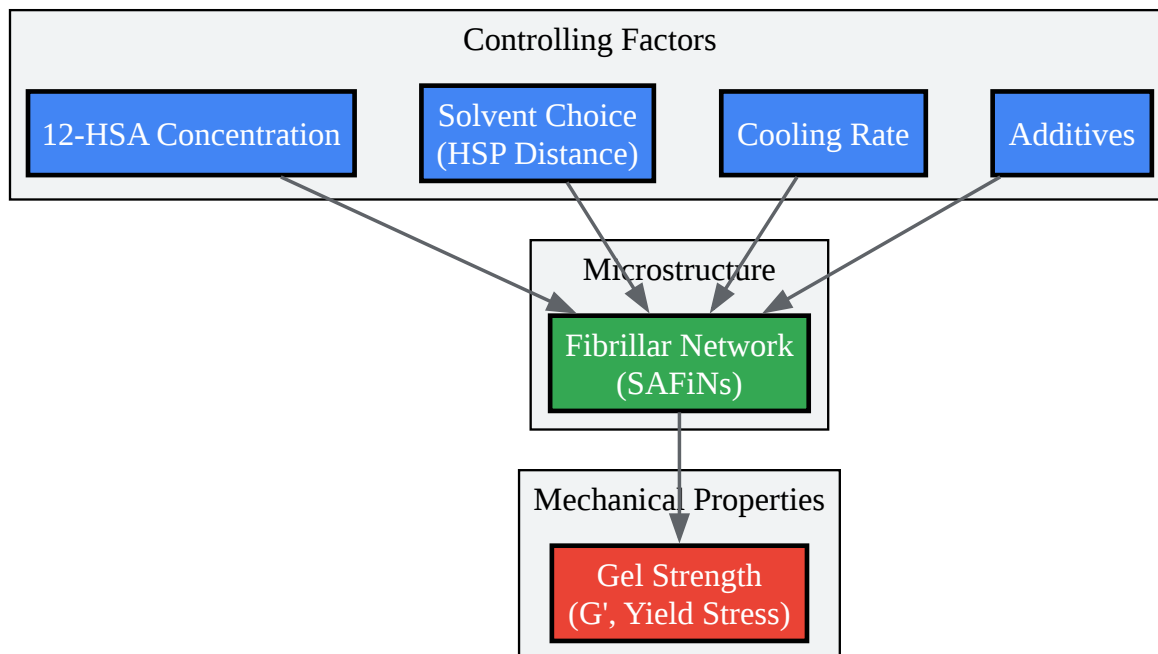 Controlling Factors
12-HSA Concentration
Solvent Choice
(HSP Distance)
Cooling Rate
Additives
Microstructure
Fibrillar Network
(SAFiNs)
Mechanical Properties
Gel Strength
(G', Yield Stress)